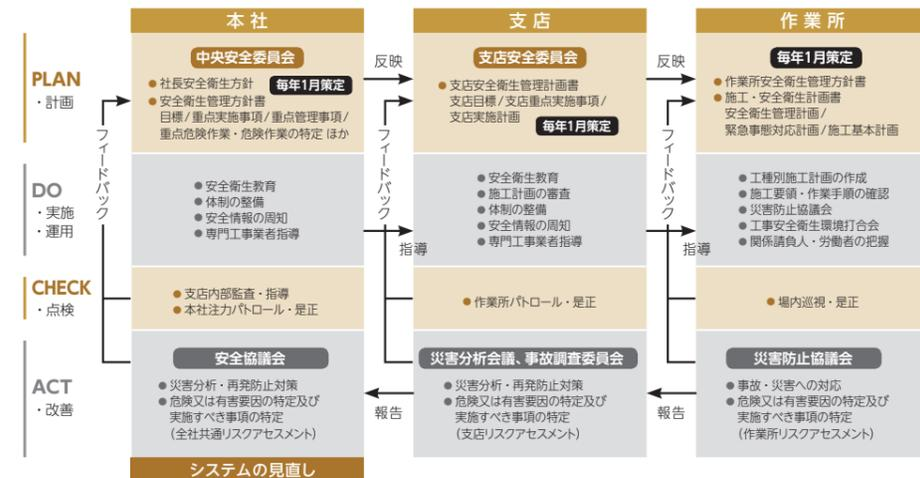 本社
支店
作業所
PLAN
・計画
中央安全委員会
● 社長安全衛生方針
毎年1月策定
● 安全衛生管理方針書
目標/重点実施事項/重点管理事項/
重点危険作業・危険作業の特定 ほか
反映
支店安全委員会
● 支店安全衛生管理計画書
支店目標/支店重点実施事項/
支店実施計画
毎年1月策定
反映
毎年1月策定
● 作業所安全衛生管理方針書
● 施工・安全衛生計画書
安全衛生管理計画/
緊急事態対応計画/施工基本計画
フィードバック
フィードバック
フィードバック
DO
・実施
・運用
● 安全衛生教育
● 体制の整備
● 安全情報の周知
● 専門工事業者指導
指導
● 安全衛生教育
● 施工計画の審査
● 体制の整備
● 安全情報の周知
● 専門工事業者指導
指導
● 工種別施工計画の作成
● 施工要領・作業手順の確認
● 災害防止協議会
● 工事安全衛生環境打合会
● 関係請負人・労働者の把握
CHECK
・点検
● 支店内部監査・指導
● 本社注力パトロール・是正
● 作業所パトロール・是正
● 場内巡視・是正
ACT
・改善
安全協議会
● 災害分析・再発防止対策
● 危険又は有害要因の特定及び
実施すべき事項の特定
(全社共通リスクアセスメント)
報告
災害分析会議、事故調査委員会
● 災害分析・再発防止対策
● 危険又は有害要因の特定及び
実施すべき事項の特定
(支店リスクアセスメント)
報告
災害防止協議会
● 事故・災害への対応
● 危険又は有害要因の特定及び
実施すべき事項の特定
(作業所リスクアセスメント)
システムの見直し